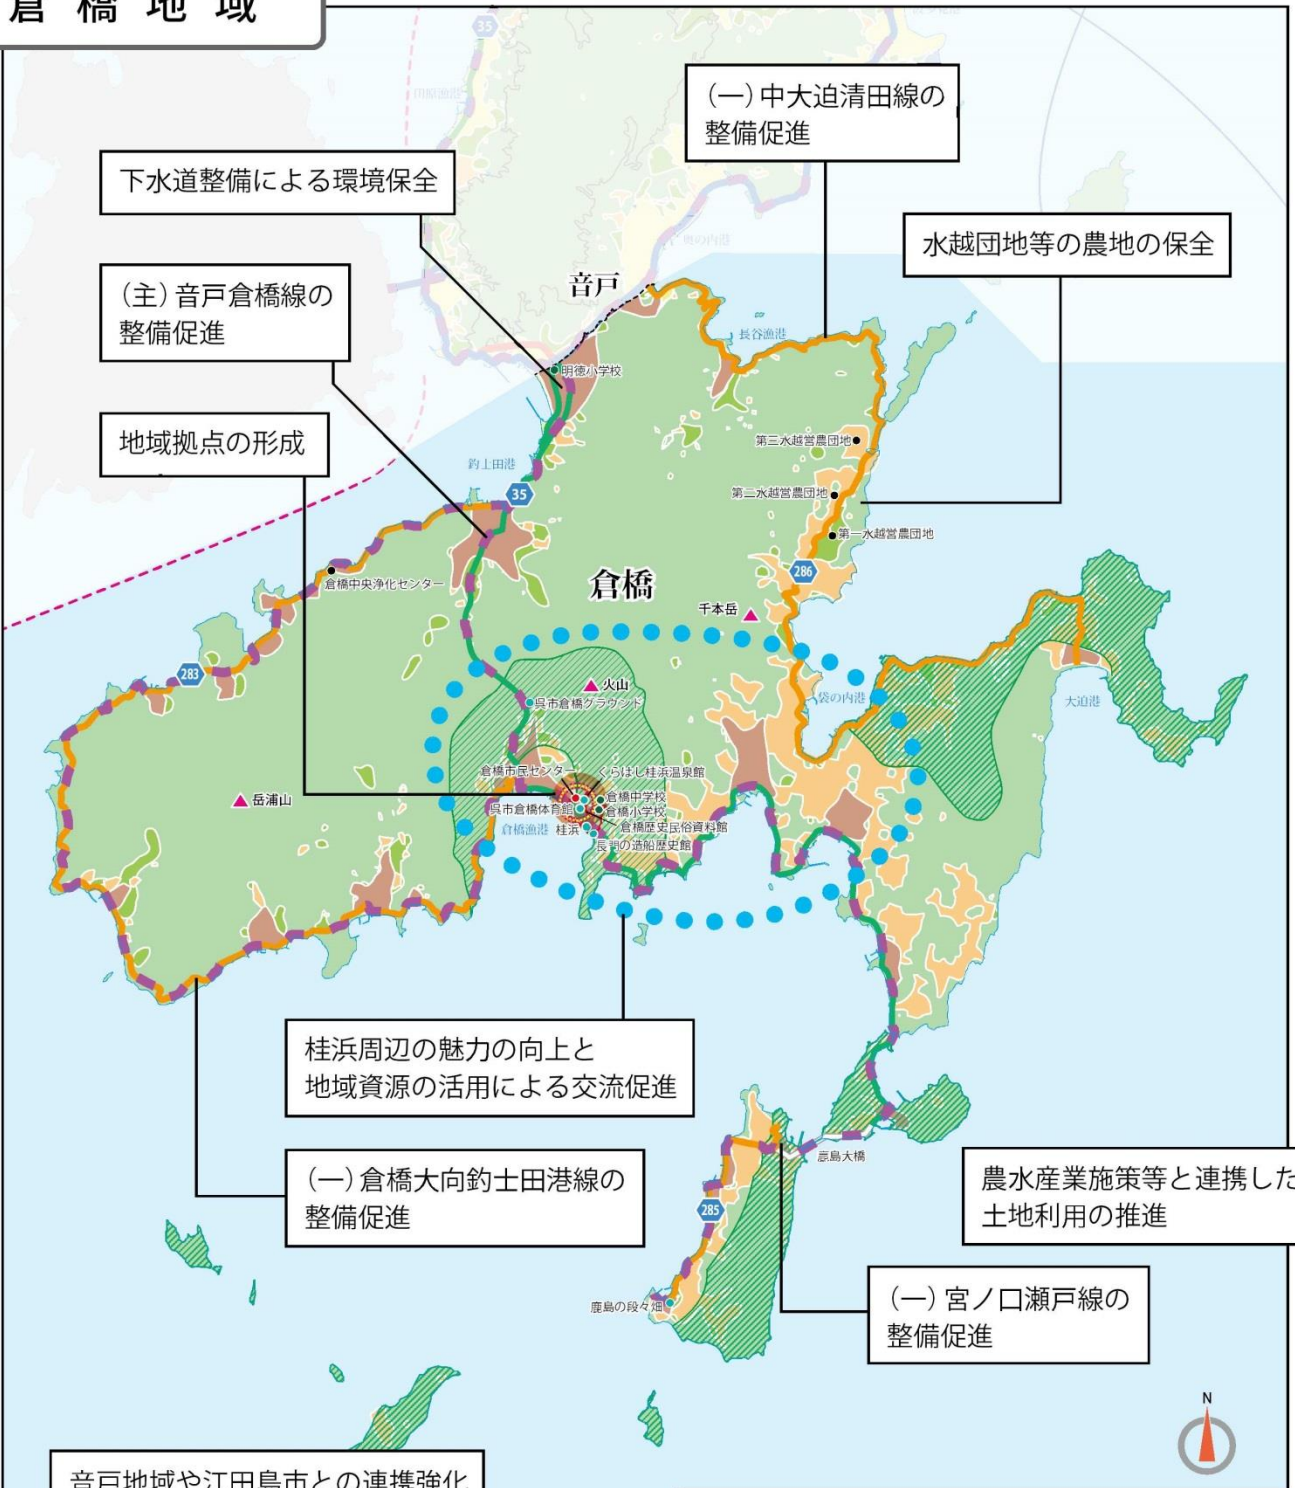 倉橋地域
35
田原漁港
(一)中大迫清田線の
整備促進
下水道整備による環境保全
奥の内港
水越団地等の農地の保全
音戸
(主)音戸倉橋線の
整備促進
長谷漁港
明徳小学校
地域拠点の形成
第三水越営農団地
釣土田港
35
第二水越営農団地
第一水越営農団地
倉橋中央浄化センター
倉橋
286
千本岳
283
火山
袋の内港
大迫港
呉市倉橋グラウンド
倉橋市民センター
くらはし桂浜温泉館
岳浦山
倉橋中学校
呉市倉橋体育館
倉橋小学校
倉橋漁港
桂浜
倉橋歴史民俗資料館
長門の造船歴史館
桂浜周辺の魅力の向上と
地域資源の活用による交流促進
鹿島大橋
(一)倉橋大向釣士田港線の
整備促進
農水産業施策等と連携した
土地利用の推進
285
鹿島の段々畑
(一)宮ノ口瀬戸線の
整備促進
N
音戸地域や江田島市との連携強化